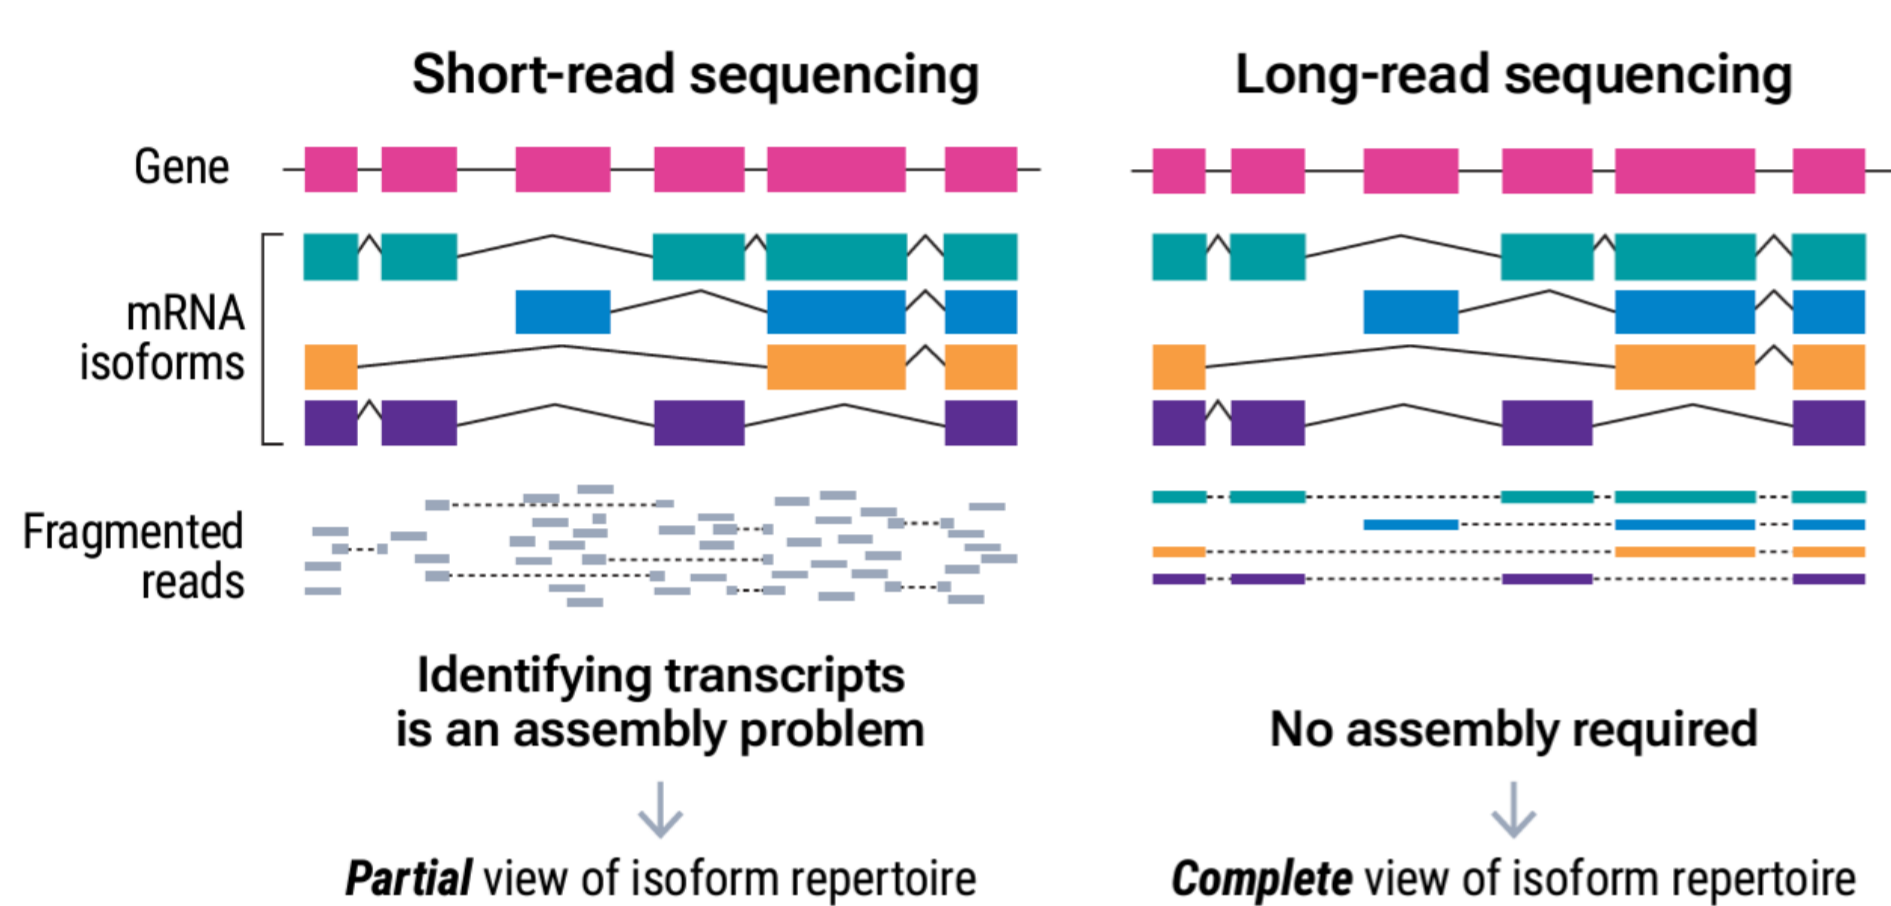 Short-read sequencing
Long-read sequencing
Gene
mRNA
isoforms
Fragmented
reads
Identifying transcripts
is an assembly problem
No assembly required
Partial view of isoform repertoire
Complete view of isoform repertoire